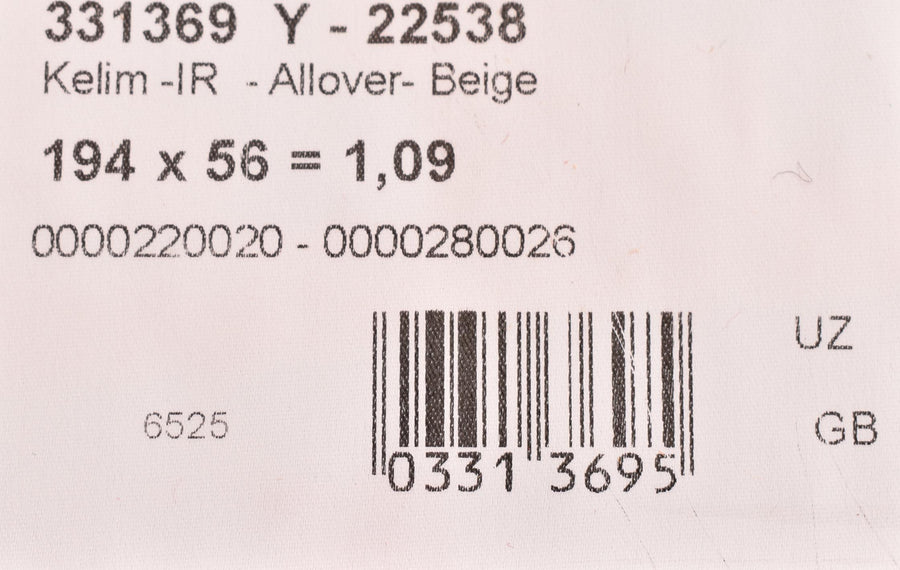 331369 Y - 22538
Kelim -IR - Allover- Beige
194 x 56 = 1,09
0000220020 - 0000280026
UZ
6525
GB
0331 3695